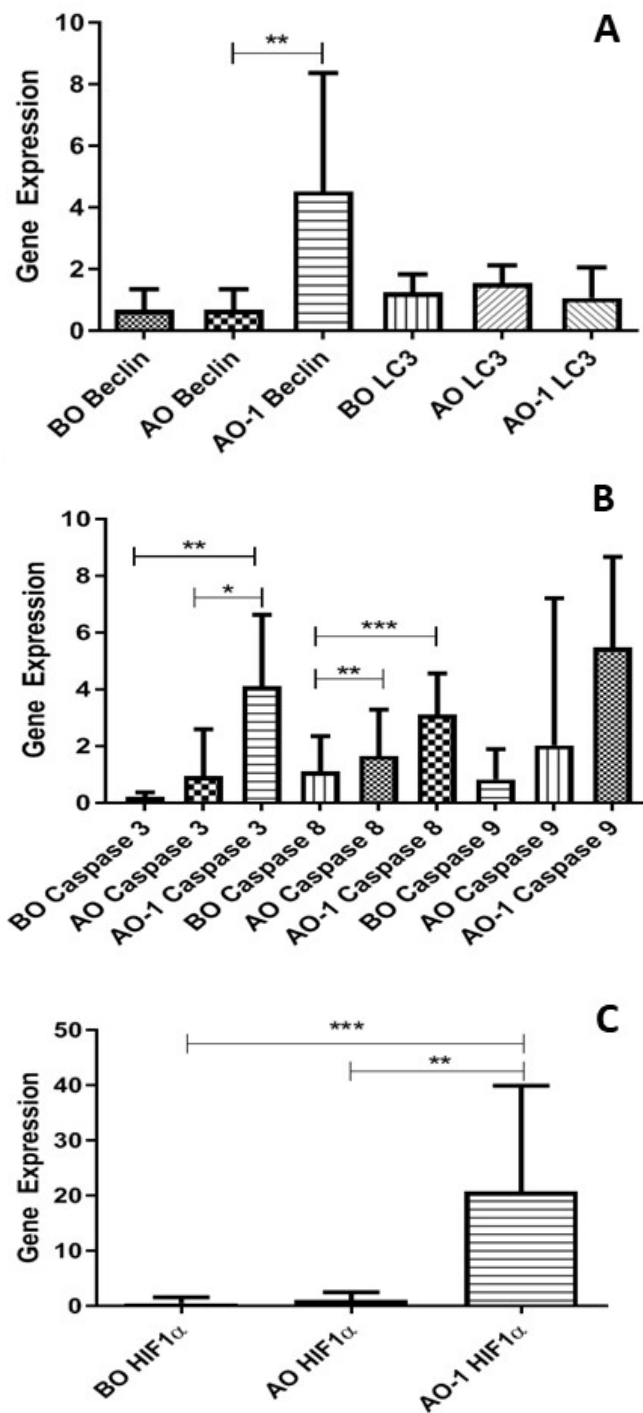 A
Gene Expression
10
8
6
4
2
0
**
BO Beclin
AO Beclin
AO-1 Beclin
BO LC3
AO LC3
AO-1 LC3
B
Gene Expression
10
8
6
4
2
0
**
*
***
**
BO Caspase 3
AO Caspase 3
AO-1 Caspase 3
BO Caspase 8
AO Caspase 8
AO-1 Caspase 8
BO Caspase 9
AO Caspase 9
AO-1 Caspase 9
C
Gene Expression
50
40
30
20
10
0
***
**
BO HIF1α
AO HIF1α
AO-1 HIF1α